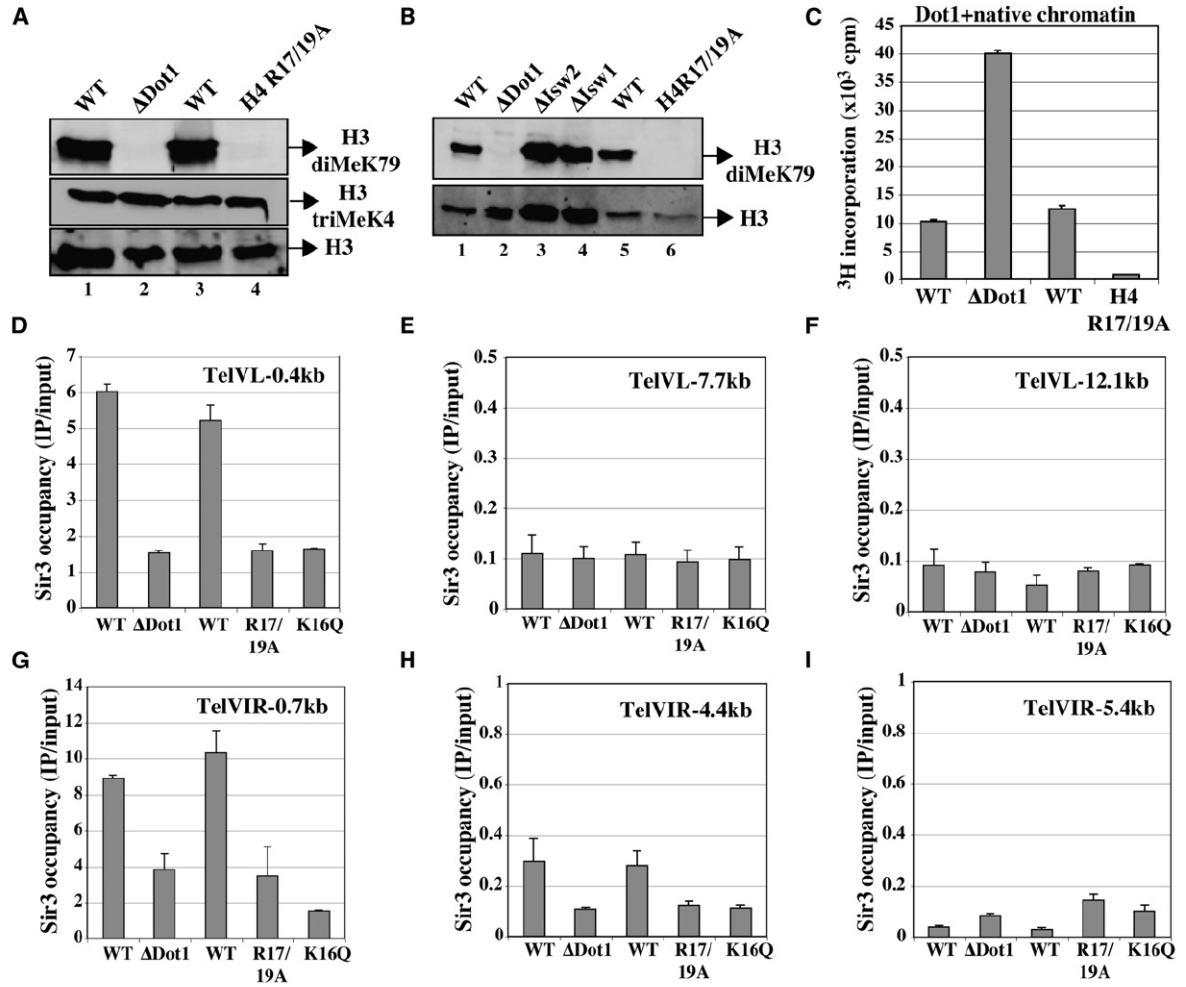 A
WT
ΔDot1
WT
H4 R17/19A
H3
diMeK79
H3
triMeK4
H3
1 2 3 4
B
WT
ΔDot1
ΔIsw2
ΔIsw1
WT
H4R17/19A
H3
diMeK79
H3
1 2 3 4 5 6
C
Dot1+native chromatin
³H incorporation (x10³ cpm)
45
40
35
30
25
20
15
10
5
0
WT ΔDot1 WT H4
R17/19A
D
TelVL-0.4kb
Sir3 occupancy (IP/input)
7
6
5
4
3
2
1
0
WT ΔDot1 WT R17/ K16Q
19A
E
TelVL-7.7kb
Sir3 occupancy (IP/input)
0.5
0.4
0.3
0.2
0.1
0
WT ΔDot1 WT R17/ K16Q
19A
F
TelVL-12.1kb
Sir3 occupancy (IP/input)
0.5
0.4
0.3
0.2
0.1
0
WT ΔDot1 WT R17/ K16Q
19A
G
TelVIR-0.7kb
Sir3 occupancy (IP/input)
14
12
10
8
6
4
2
0
WT ΔDot1 WT R17/ K16Q
19A
H
TelVIR-4.4kb
Sir3 occupancy (IP/input)
1
0.8
0.6
0.4
0.2
0
WT ΔDot1 WT R17/ K16Q
19A
I
TelVIR-5.4kb
Sir3 occupancy (IP/input)
1
0.8
0.6
0.4
0.2
0
WT ΔDot1 WT R17/ K16Q
19A